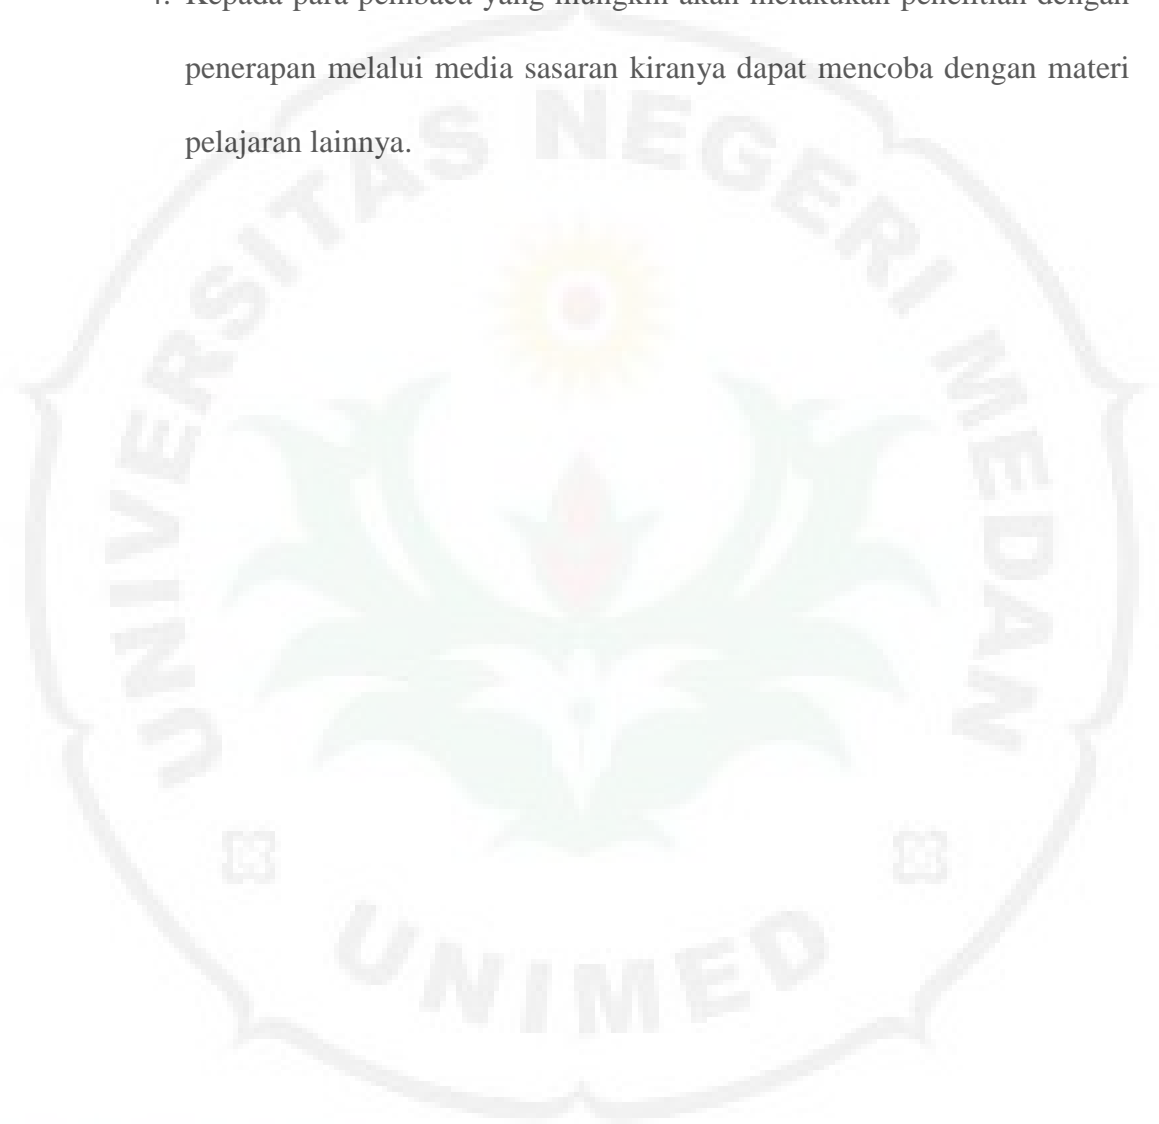 4. Kepada para pembaca yang mungkin akan melakukan penelitian dengan
penerapan melalui media sasaran kiranya dapat mencoba dengan materi
pelajaran lainnya.
UNIVERSITAS NEGERI MEDAN
UNIMED